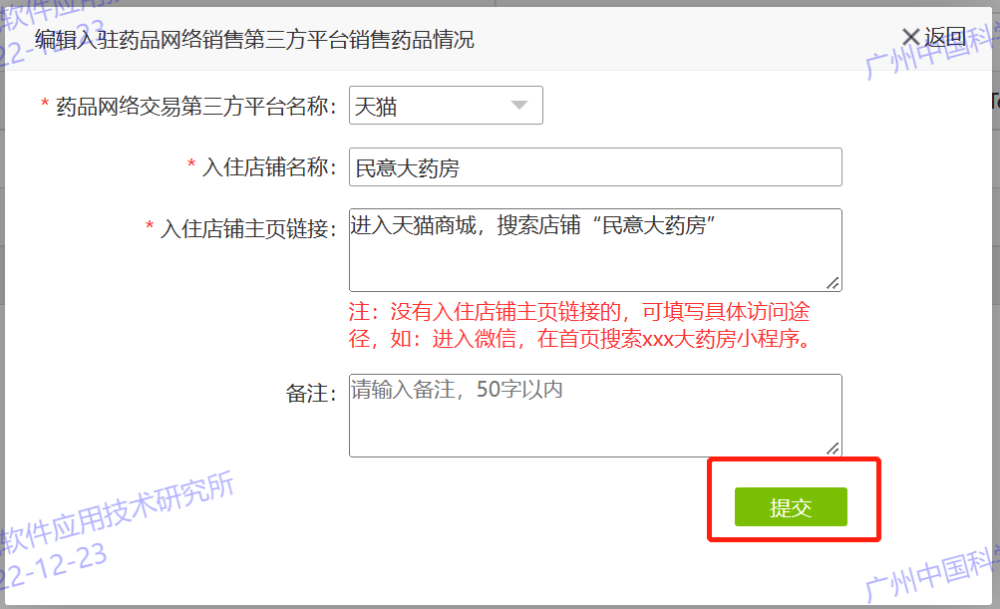 编辑入驻药品网络销售第三方平台销售药品情况
返回
* 药品网络交易第三方平台名称：
天猫
* 入住店铺名称：
民意大药房
* 入住店铺主页链接：
进入天猫商城，搜索店铺“民意大药房”
注：没有入住店铺主页链接的，可填写具体访问途
径，如：进入微信，在首页搜索xxx大药房小程序。
备注：
请输入备注，50字以内
提交
软件应用技术研究所
22-12-23
广州中国科学
软件应用技术研究所
22-12-23
广州中国科学